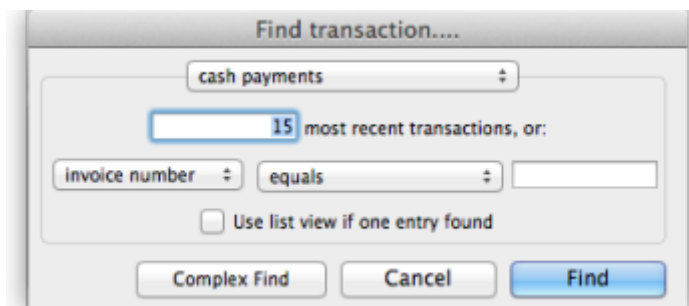 Find transaction....
cash payments
15 most recent transactions, or:
invoice number equals
Use list view if one entry found
Complex Find Cancel Find